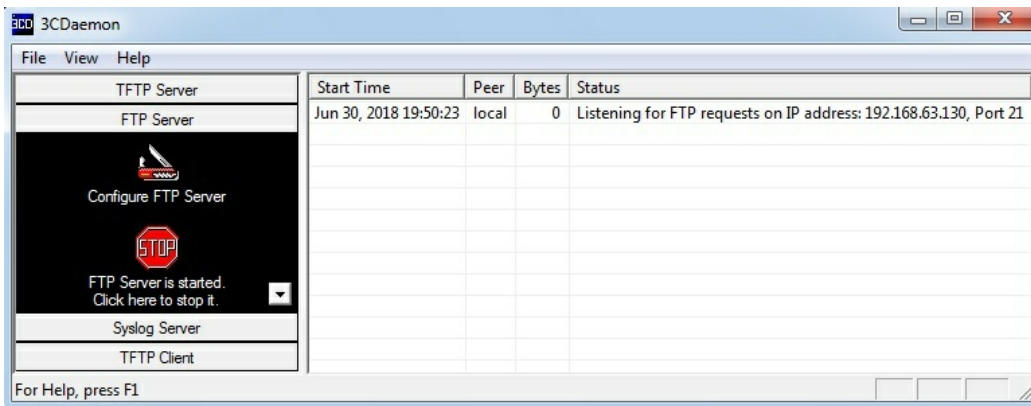 3CD 3CDaemon
File View Help
TFTP Server
FTP Server
Configure FTP Server
STOP
FTP Server is started.
Click here to stop it.
Syslog Server
TFTP Client
Start Time Peer Bytes Status
Jun 30, 2018 19:50:23 local 0 Listening for FTP requests on IP address: 192.168.63.130, Port 21
For Help, press F1